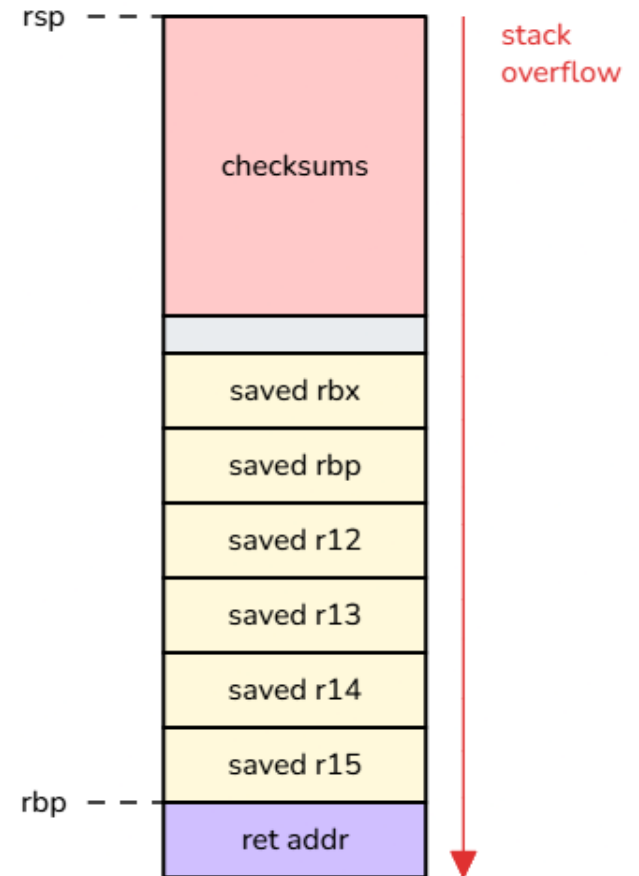 rsp
stack
overflow
checksums
saved rbx
saved rbp
saved r12
saved r13
saved r14
saved r15
rbp
ret addr